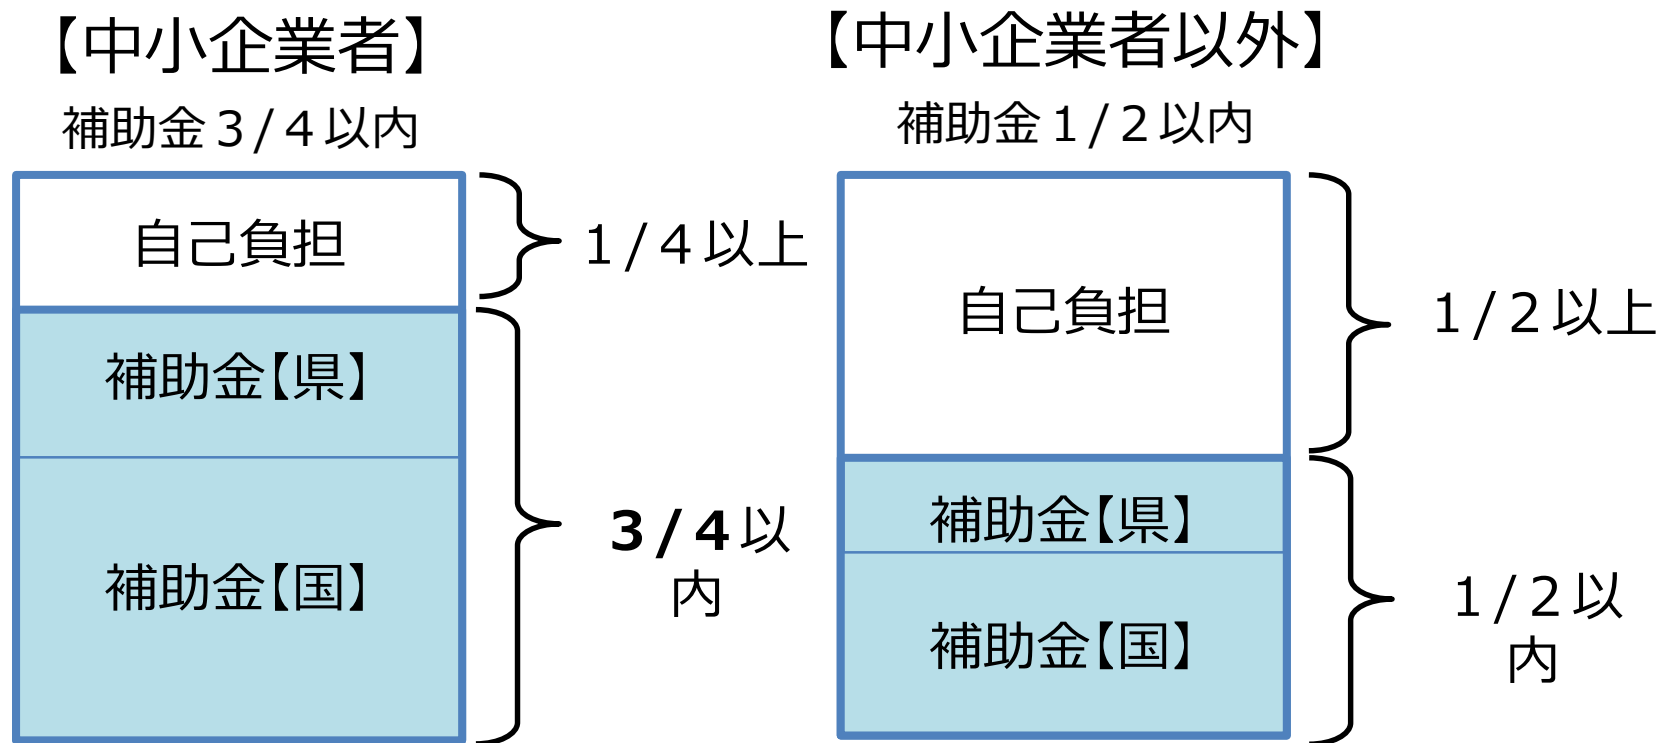 【中小企業者】
補助金３/４以内
自己負担
１/４以上
補助金【県】
補助金【国】
３/４以
内
【中小企業者以外】
補助金１/２以内
自己負担
１/２以上
補助金【県】
補助金【国】
１/２以
内